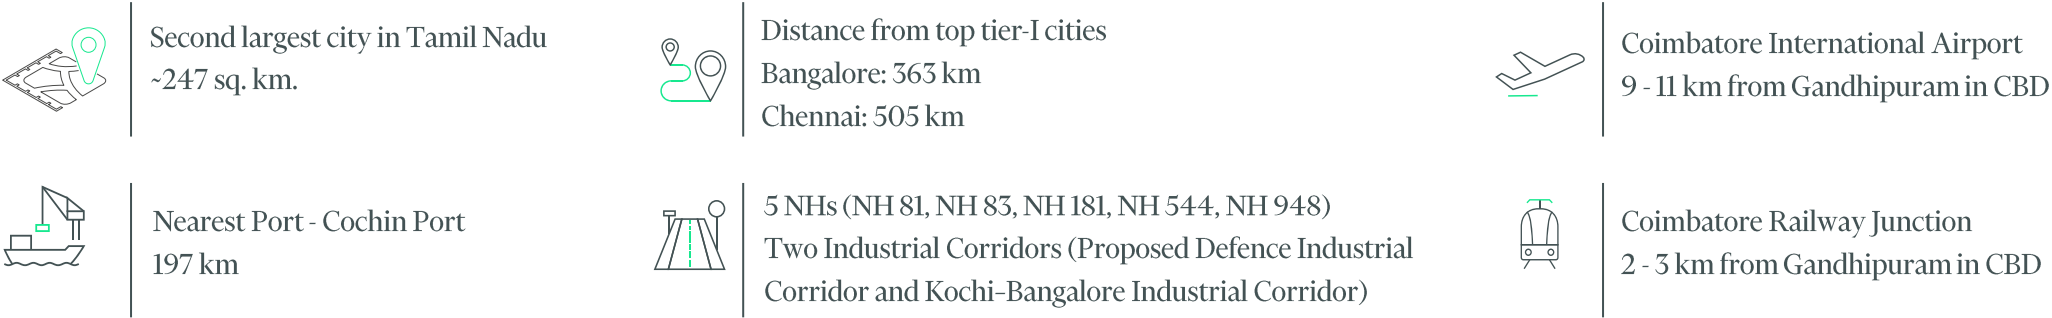 Second largest city in Tamil Nadu
~247 sq. km.
Distance from top tier-I cities
Bangalore: 363 km
Chennai: 505 km
Coimbatore International Airport
9 - 11 km from Gandhipuram in CBD
Nearest Port - Cochin Port
197 km
5 NHs (NH 81, NH 83, NH 181, NH 544, NH 948)
Two Industrial Corridors (Proposed Defence Industrial
Corridor and Kochi–Bangalore Industrial Corridor)
Coimbatore Railway Junction
2 - 3 km from Gandhipuram in CBD